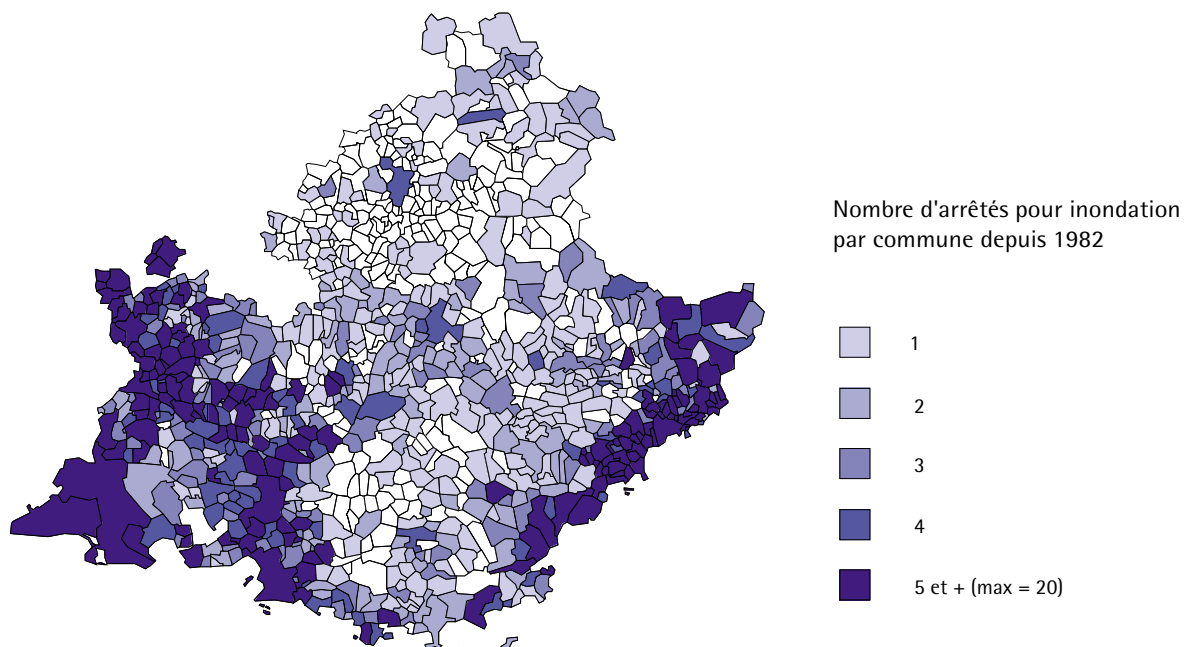 Nombre d'arrêtés pour inondation
par commune depuis 1982
1
2
3
4
5 et + (max = 20)